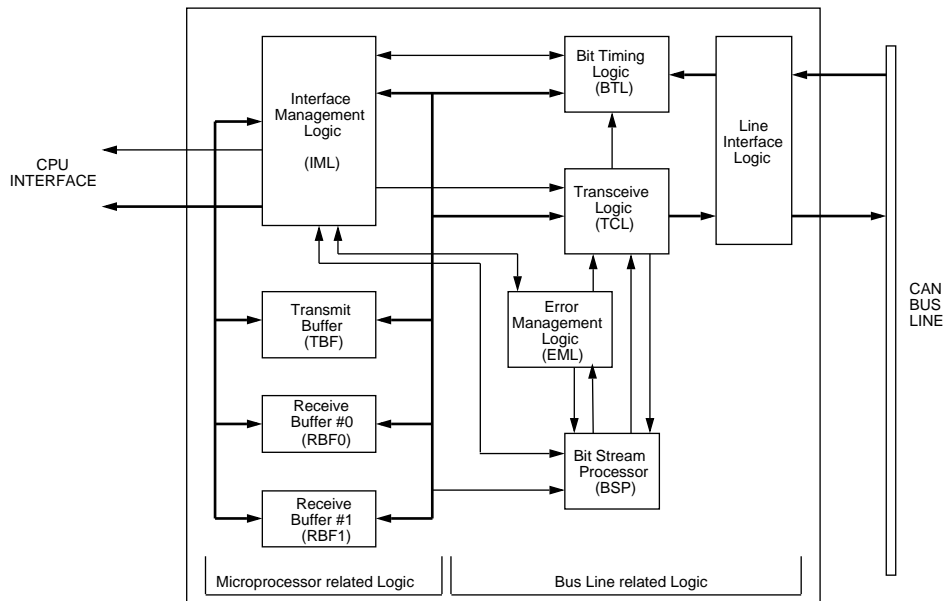 CPU
INTERFACE
Interface
Management
Logic
(IML)
Transmit
Buffer
(TBF)
Receive
Buffer #0
(RBF0)
Receive
Buffer #1
(RBF1)
Bit Timing
Logic
(BTL)
Transceive
Logic
(TCL)
Error
Management
Logic
(EML)
Bit Stream
Processor
(BSP)
Line
Interface
Logic
CAN
BUS
LINE
Microprocessor related Logic
Bus Line related Logic